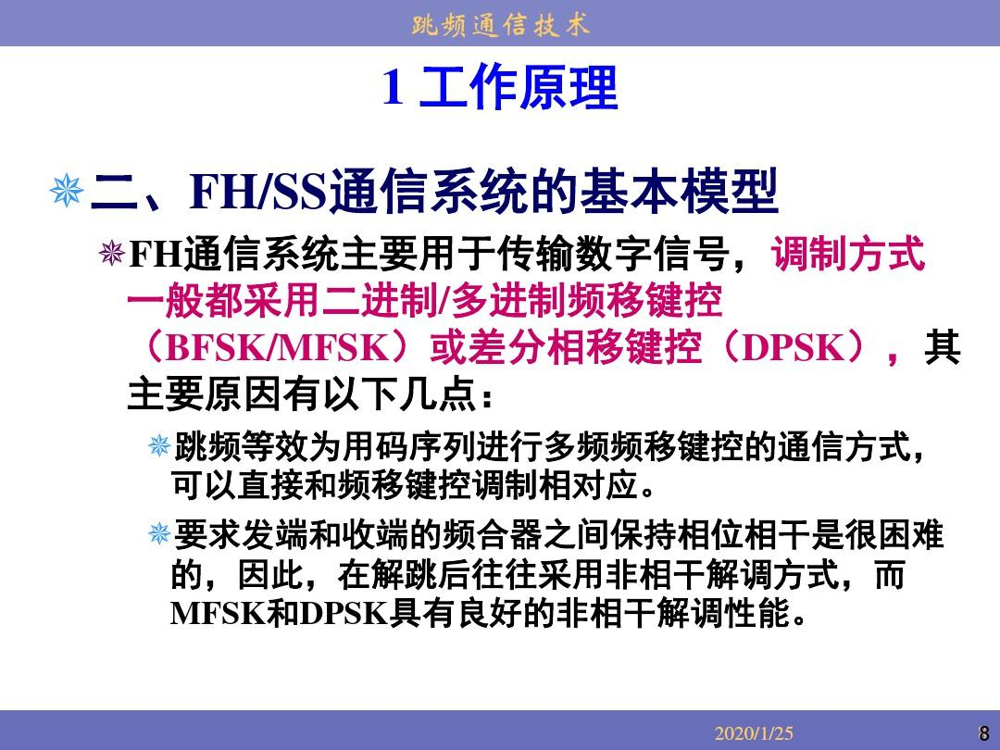 跳频通信技术
1 工作原理
二、FH/SS通信系统的基本模型
FH通信系统主要用于传输数字信号，调制方式
一般都采用二进制/多进制频移键控
（BFSK/MFSK）或差分相移键控（DPSK），其
主要原因有以下几点：
跳频等效为用码序列进行多频频移键控的通信方式，
可以直接和频移键控调制相对应。
要求发端和收端的频合器之间保持相位相干是很困难
的，因此，在解跳后往往采用非相干解调方式，而
MFSK和DPSK具有良好的非相干解调性能。
2020/1/25
8